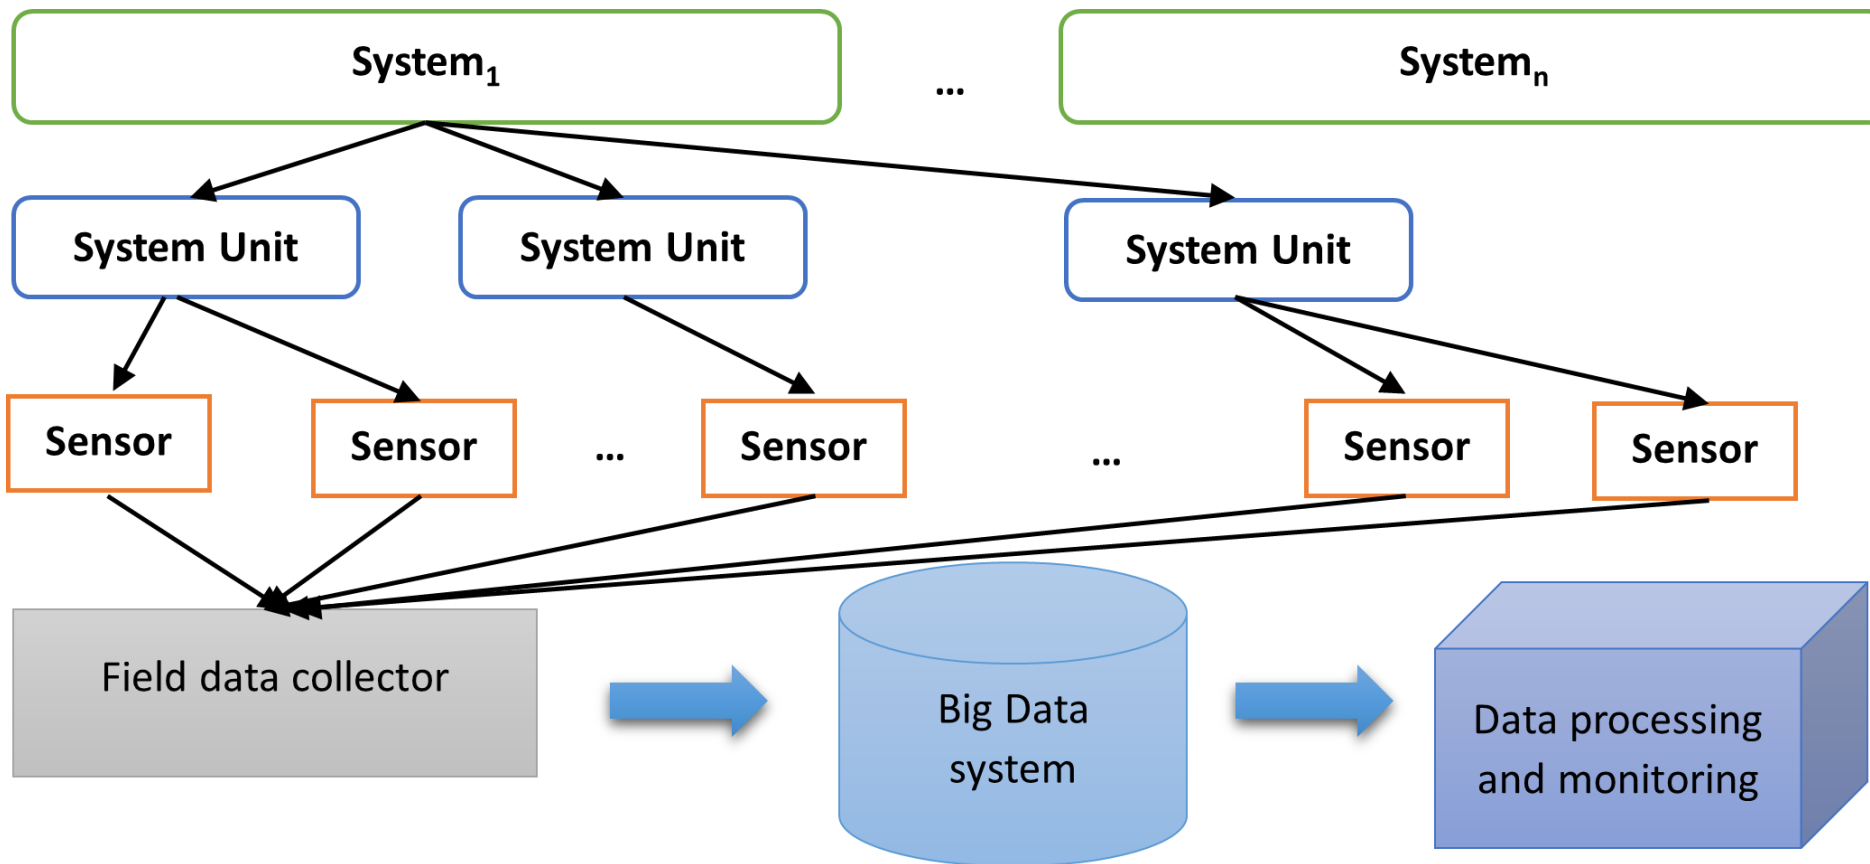 System₁
...
Systemₙ
System Unit
System Unit
System Unit
Sensor
Sensor
...
Sensor
...
Sensor
Sensor
Field data collector
Big Data
system
Data processing
and monitoring